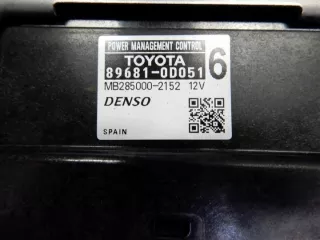 POWER MANAGEMENT CONTROL
TOYOTA
89681-0D051 6
MB285000-2152 12V
DENSO
SPAIN